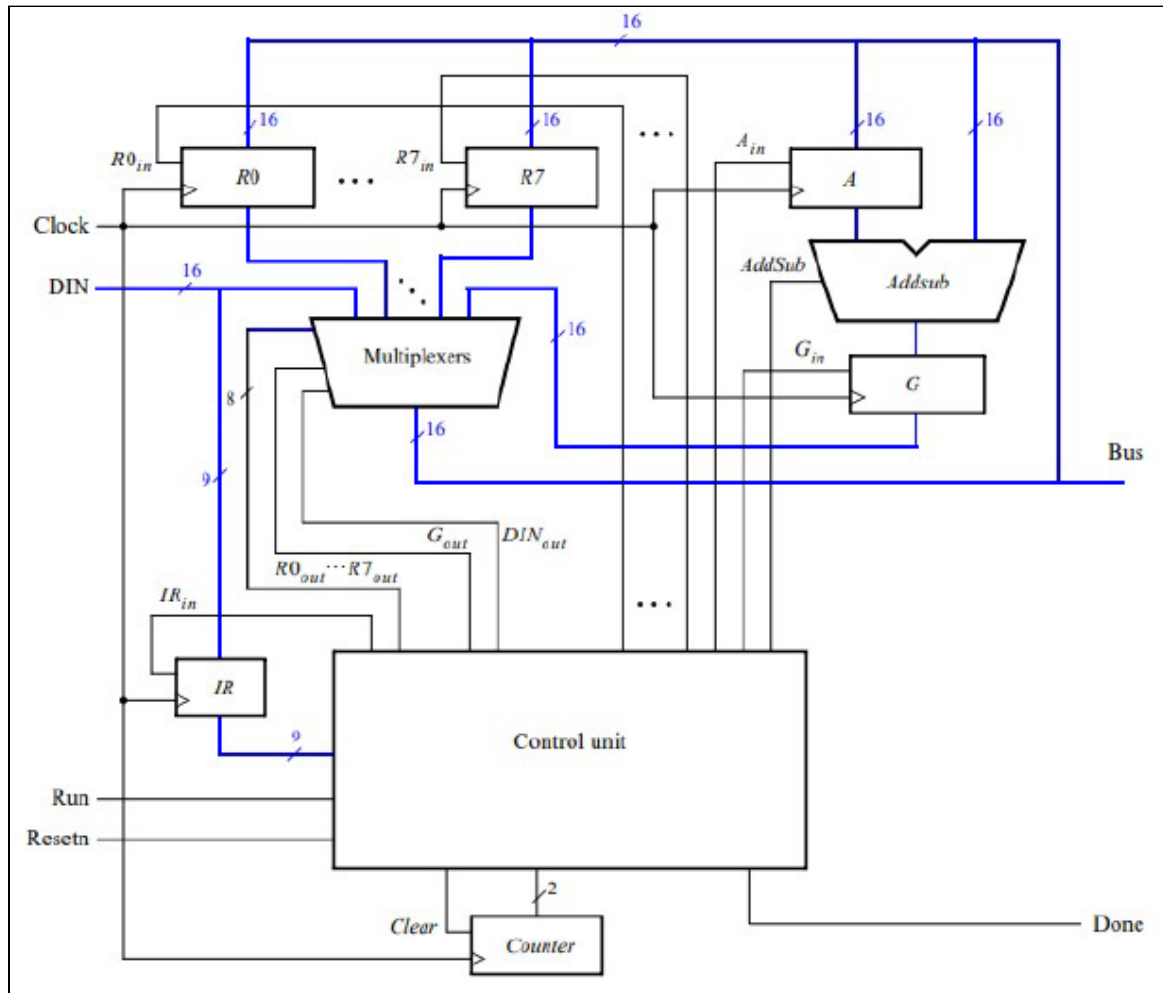 16
16
16
16
16
R0in
R7in
Ain
R0
• • •
R7
• • •
A
Clock
DIN
16
AddSub
Addsub
Multiplexers
16
Gin
G
8
16
Bus
9
Gout
DINout
R0out···R7out
IRin
• • •
IR
9
Control unit
Run
Resetn
2
Clear
Counter
Done